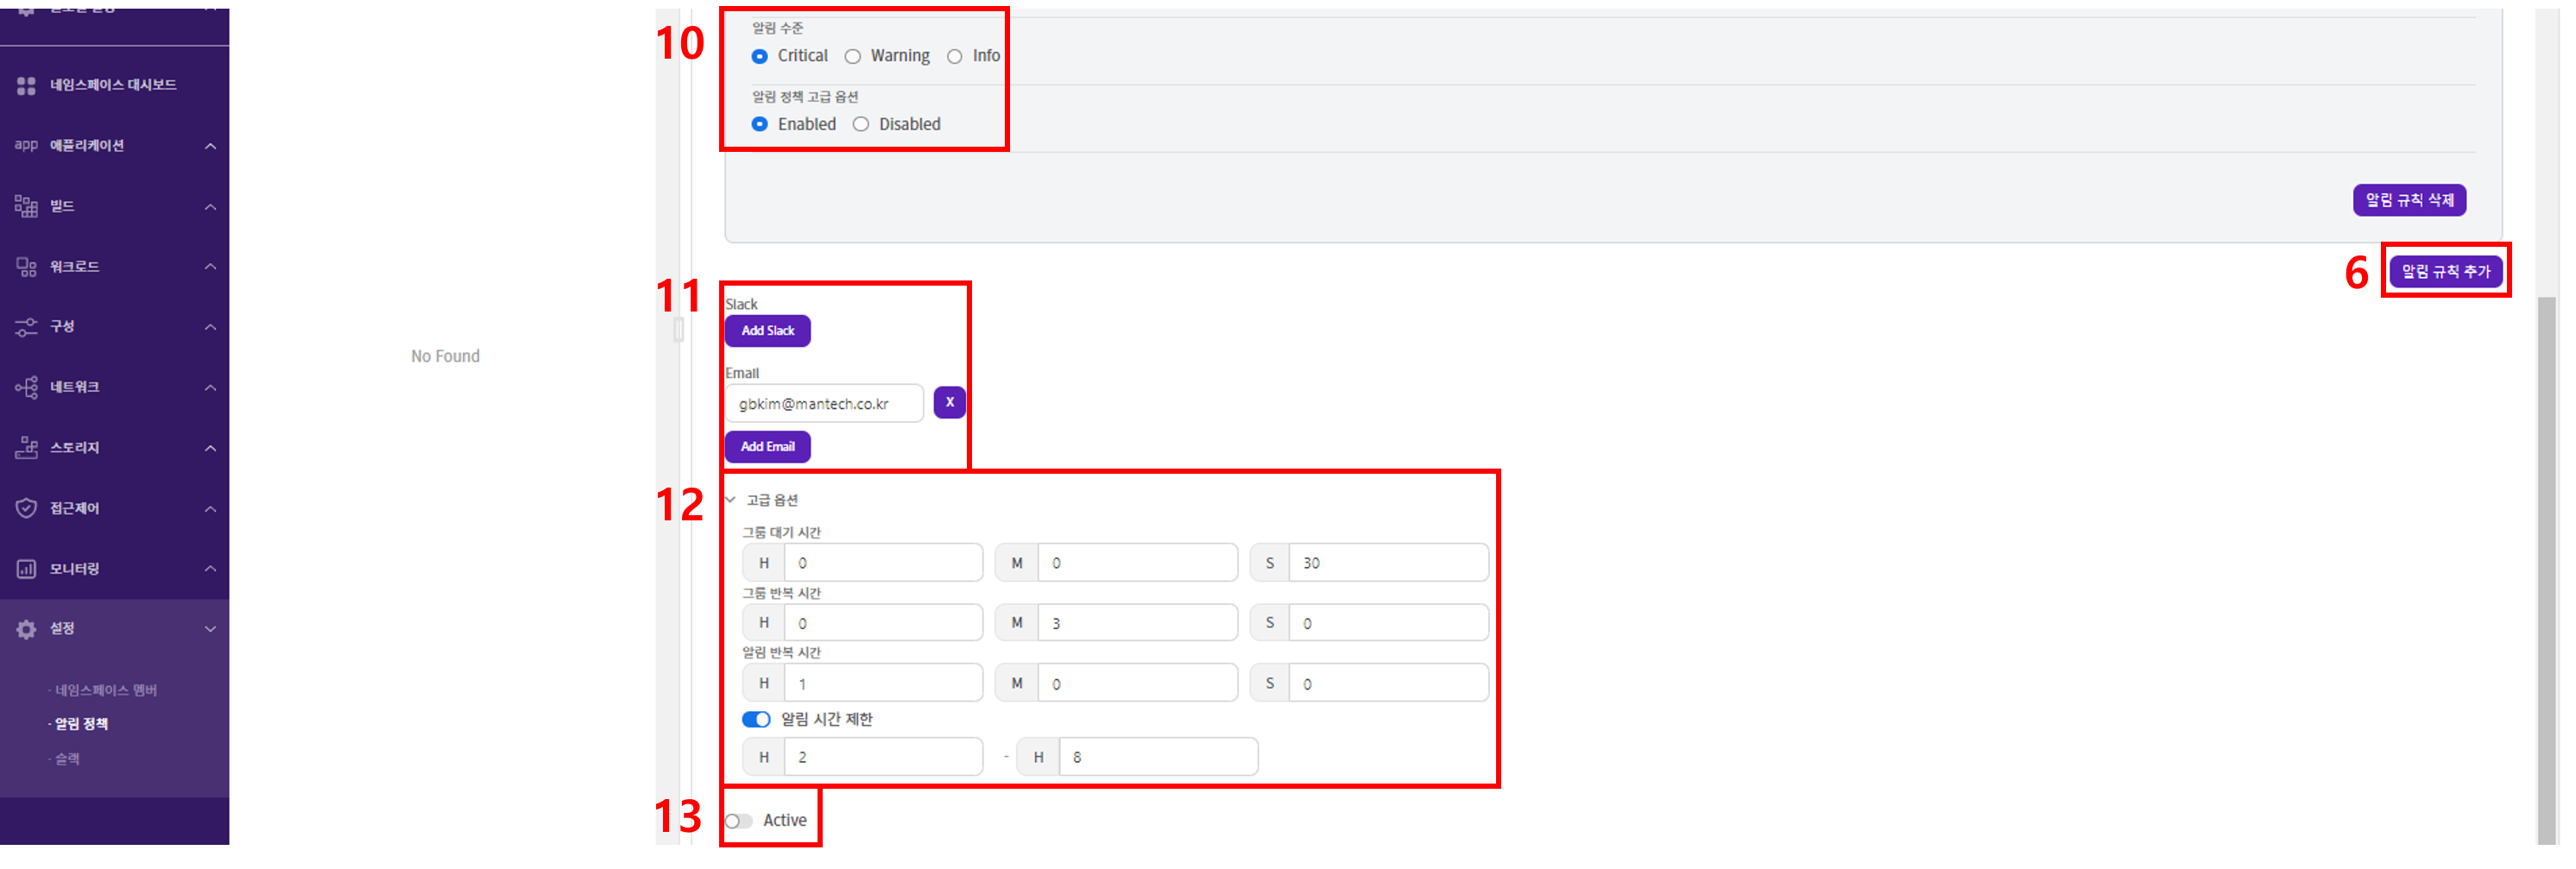 네임스페이스 대시보드
app 애플리케이션
빌드
워크로드
구성
네트워크
스토리지
접근제어
모니터링
설정
· 네임스페이스 멤버
· 알림 정책
· 슬랙
No Found
10
알림 수준
Critical Warning Info
알림 정책 고급 옵션
Enabled Disabled
알림 규칙 삭제
6 알림 규칙 추가
11
Slack
Add Slack
Email
gbkim@mantech.co.kr X
Add Email
12
고급 옵션
그룹 대기 시간
H 0 M 0 S 30
그룹 반복 시간
H 0 M 3 S 0
알림 반복 시간
H 1 M 0 S 0
알림 시간 제한
H 2 - H 8
13
Active